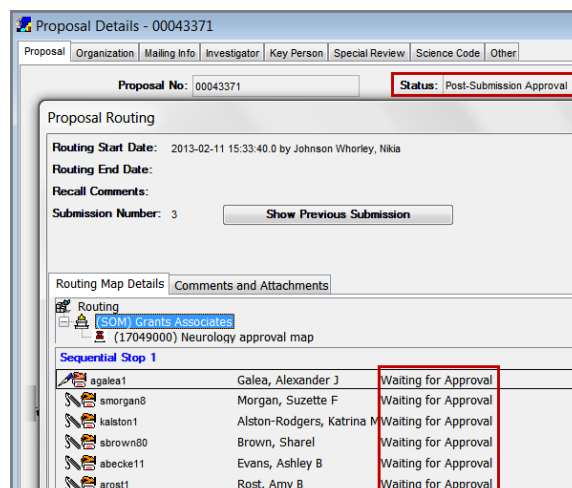 Proposal Details - 00043371
Proposal Organization Mailing Info Investigator Key Person Special Review Science Code Other
Proposal No: 00043371 Status: Post-Submission Approval
Proposal Routing
Routing Start Date: 2013-02-11 15:33:40.0 by Johnson Whorley, Nikia
Routing End Date:
Recall Comments:
Submission Number: 3 Show Previous Submission
Routing Map Details Comments and Attachments
Routing
(SOM) Grants Associates
(17049000) Neurology approval map
Sequential Stop 1
agalea1 Galea, Alexander J Waiting for Approval
smorgan8 Morgan, Suzette F Waiting for Approval
kalston1 Alston-Rodgers, Katrina M Waiting for Approval
sbrown80 Brown, Sharel Waiting for Approval
abecke11 Evans, Ashley B Waiting for Approval
arost1 Rost, Amy B Waiting for Approval